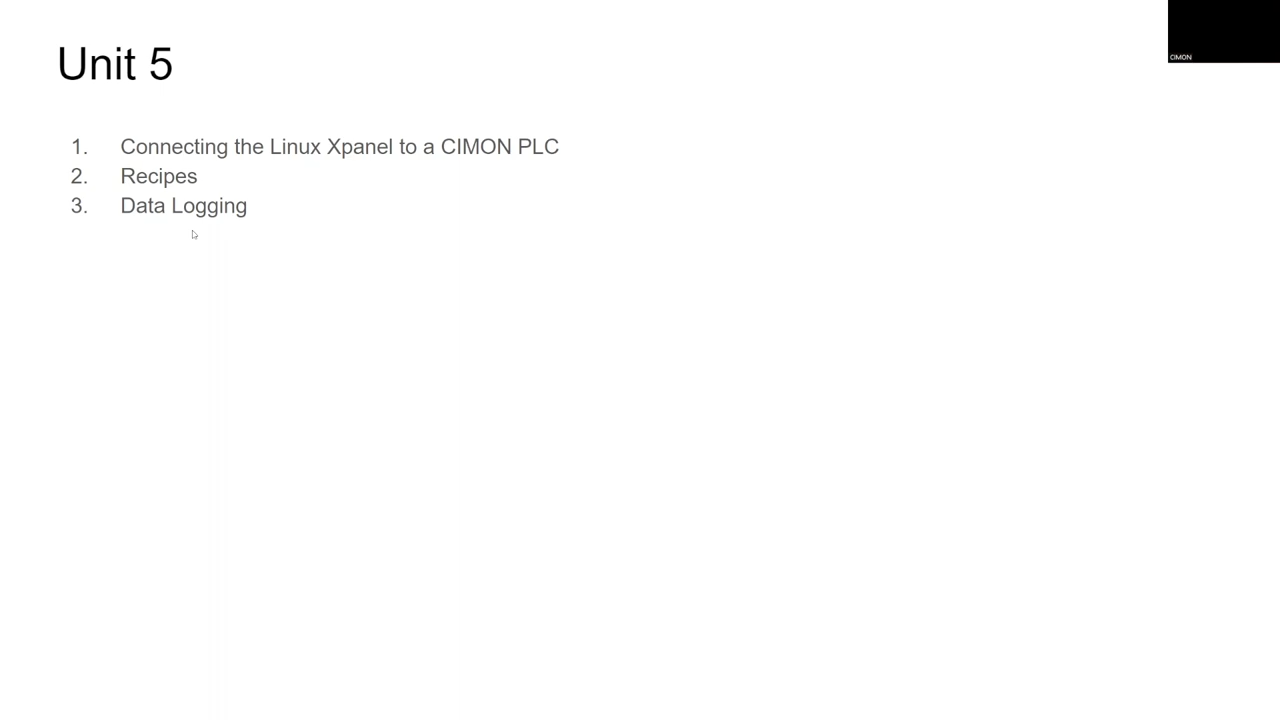 Unit 5
CIMON
1. Connecting the Linux Xpanel to a CIMON PLC
2. Recipes
3. Data Logging